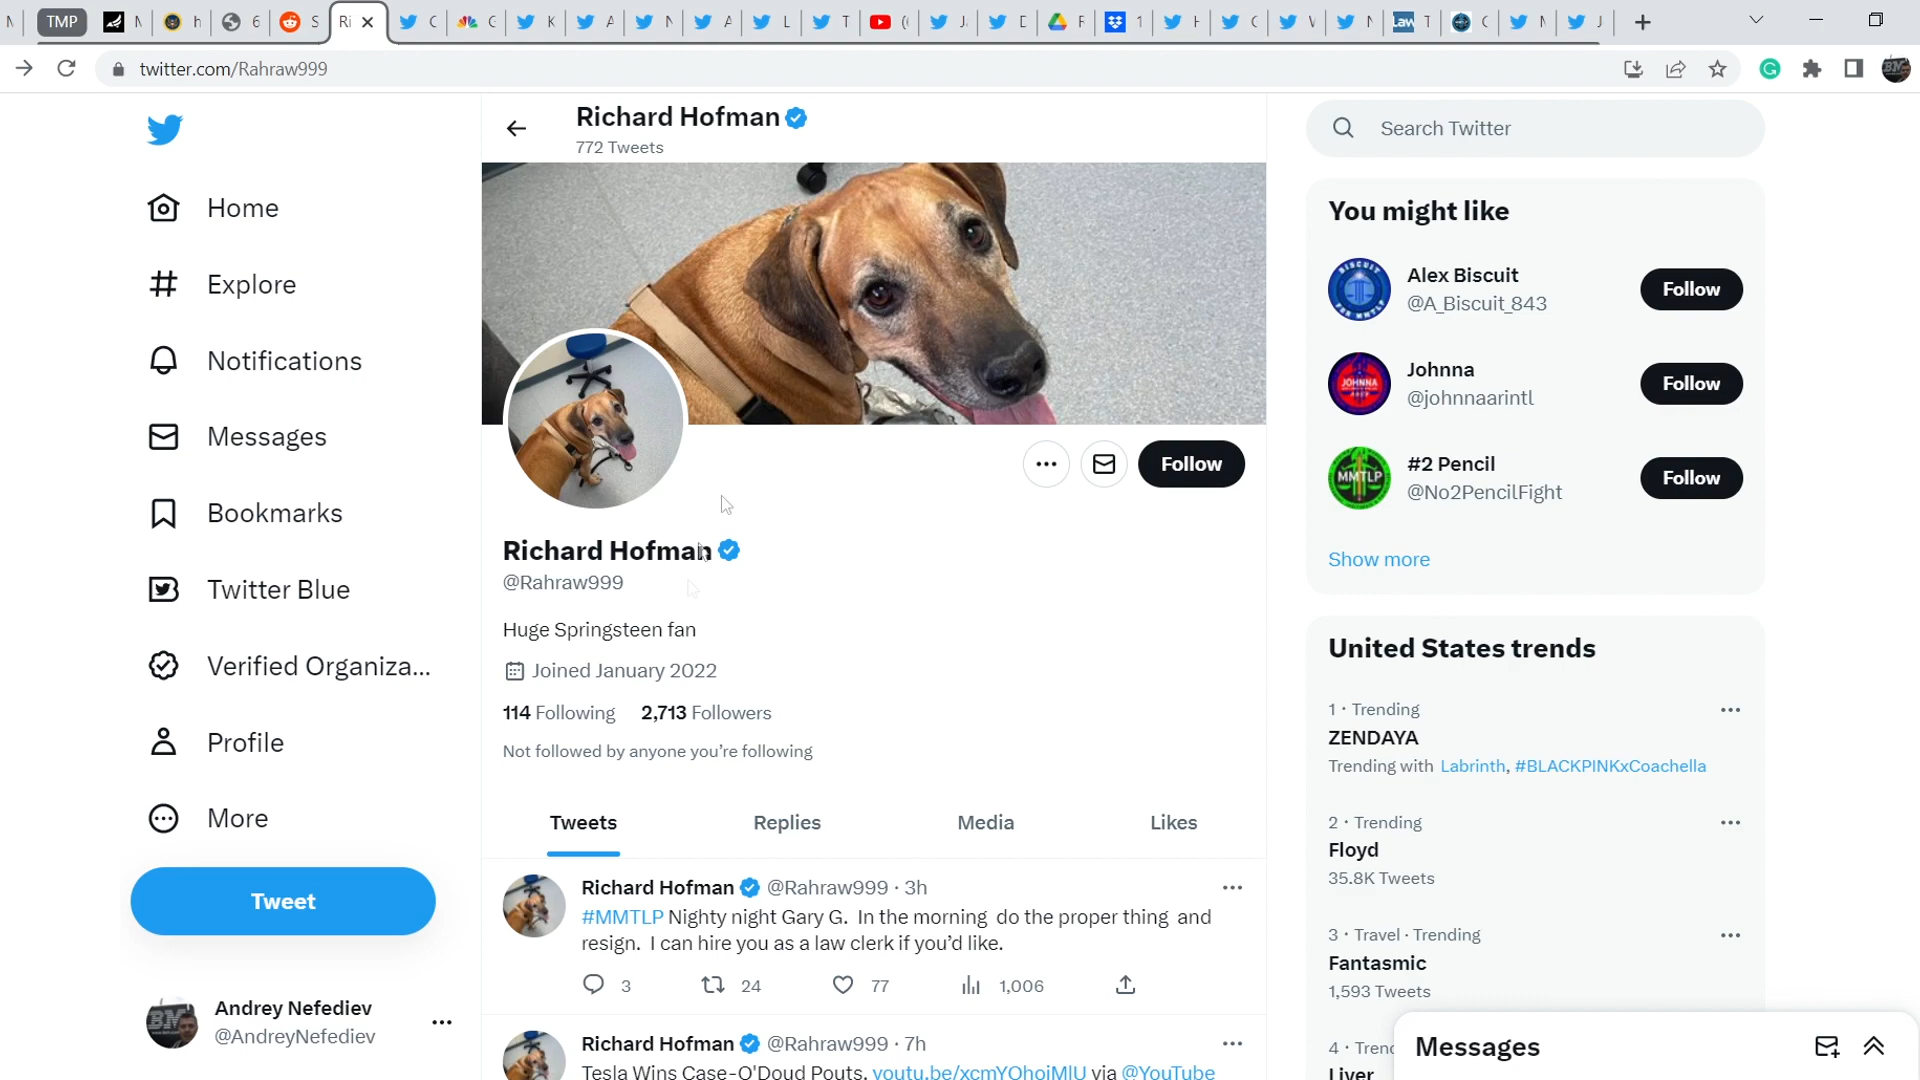 TMP
twitter.com/Rahraw999
Richard Hofman
772 Tweets
Home
Explore
Notifications
Messages
Bookmarks
Twitter Blue
Verified Organiza...
Profile
More
Tweet
Andrey Nefediev
@AndreyNefediev
Follow
Richard Hofman
@Rahraw999
Huge Springsteen fan
Joined January 2022
114 Following 2,713 Followers
Not followed by anyone you're following
Tweets Replies Media Likes
Richard Hofman @Rahraw999 · 3h
#MMTLP Nighty night Gary G. In the morning do the proper thing and
resign. I can hire you as a law clerk if you'd like.
3 24 77 1,006
Richard Hofman @Rahraw999 · 7h
Tesla Wins Case-O'Doud Pouts. youtu.be/xcmYOhoiMlU via @YouTube
Search Twitter
You might like
Alex Biscuit
@A_Biscuit_843
Follow
Johnna
@johnnaarintl
Follow
#2 Pencil
@No2PencilFight
Follow
Show more
United States trends
1 · Trending
ZENDAYA
Trending with Labrinth, #BLACKPINKxCoachella
2 · Trending
Floyd
35.8K Tweets
3 · Travel · Trending
Fantasmic
1,593 Tweets
4 · Trend
Liver
Messages